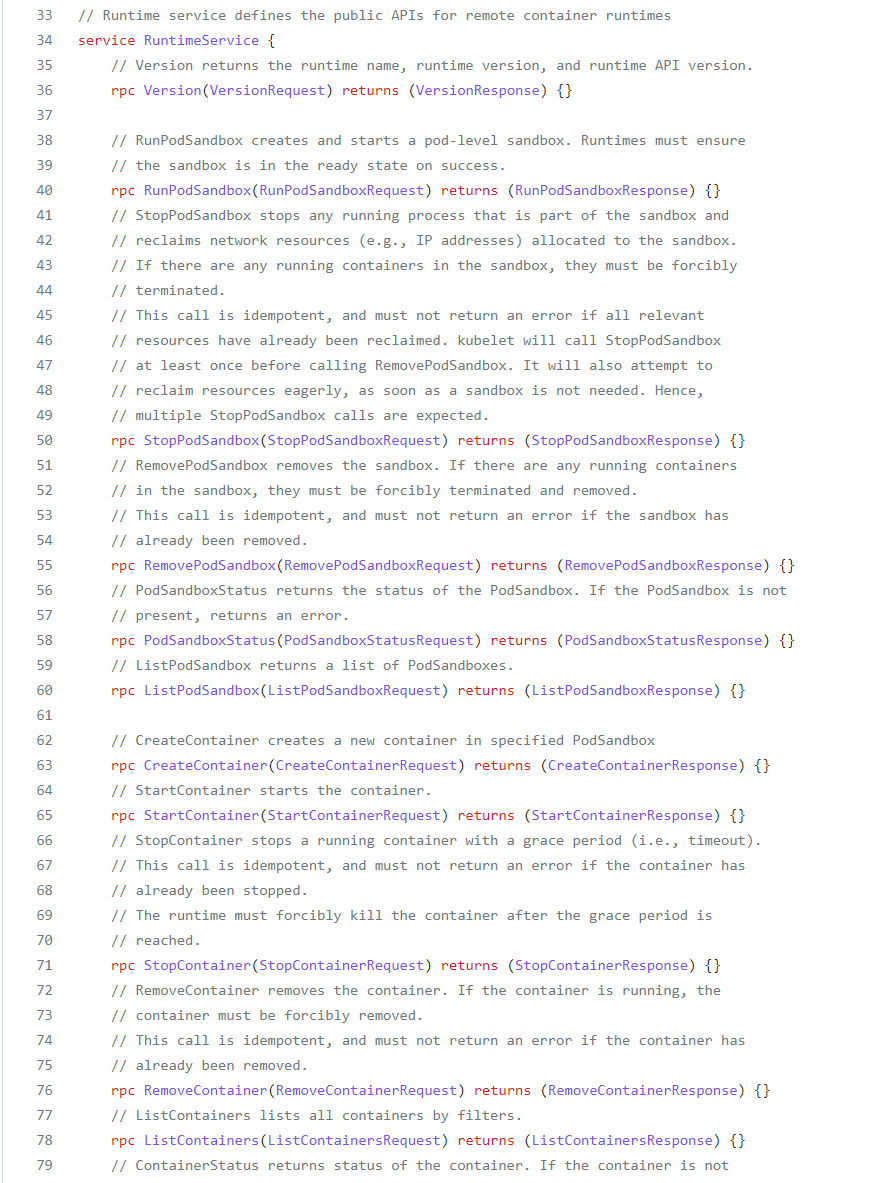 33 // Runtime service defines the public APIs for remote container runtimes
34 service RuntimeService {
35 // Version returns the runtime name, runtime version, and runtime API version.
36 rpc Version(VersionRequest) returns (VersionResponse) {}
37
38 // RunPodSandbox creates and starts a pod-level sandbox. Runtimes must ensure
39 // the sandbox is in the ready state on success.
40 rpc RunPodSandbox(RunPodSandboxRequest) returns (RunPodSandboxResponse) {}
41 // StopPodSandbox stops any running process that is part of the sandbox and
42 // reclaims network resources (e.g., IP addresses) allocated to the sandbox.
43 // If there are any running containers in the sandbox, they must be forcibly
44 // terminated.
45 // This call is idempotent, and must not return an error if all relevant
46 // resources have already been reclaimed. kubelet will call StopPodSandbox
47 // at least once before calling RemovePodSandbox. It will also attempt to
48 // reclaim resources eagerly, as soon as a sandbox is not needed. Hence,
49 // multiple StopPodSandbox calls are expected.
50 rpc StopPodSandbox(StopPodSandboxRequest) returns (StopPodSandboxResponse) {}
51 // RemovePodSandbox removes the sandbox. If there are any running containers
52 // in the sandbox, they must be forcibly terminated and removed.
53 // This call is idempotent, and must not return an error if the sandbox has
54 // already been removed.
55 rpc RemovePodSandbox(RemovePodSandboxRequest) returns (RemovePodSandboxResponse) {}
56 // PodSandboxStatus returns the status of the PodSandbox. If the PodSandbox is not
57 // present, returns an error.
58 rpc PodSandboxStatus(PodSandboxStatusRequest) returns (PodSandboxStatusResponse) {}
59 // ListPodSandbox returns a list of PodSandboxes.
60 rpc ListPodSandbox(ListPodSandboxRequest) returns (ListPodSandboxResponse) {}
61
62 // CreateContainer creates a new container in specified PodSandbox
63 rpc CreateContainer(CreateContainerRequest) returns (CreateContainerResponse) {}
64 // StartContainer starts the container.
65 rpc StartContainer(StartContainerRequest) returns (StartContainerResponse) {}
66 // StopContainer stops a running container with a grace period (i.e., timeout).
67 // This call is idempotent, and must not return an error if the container has
68 // already been stopped.
69 // The runtime must forcibly kill the container after the grace period is
70 // reached.
71 rpc StopContainer(StopContainerRequest) returns (StopContainerResponse) {}
72 // RemoveContainer removes the container. If the container is running, the
73 // container must be forcibly removed.
74 // This call is idempotent, and must not return an error if the container has
75 // already been removed.
76 rpc RemoveContainer(RemoveContainerRequest) returns (RemoveContainerResponse) {}
77 // ListContainers lists all containers by filters.
78 rpc ListContainers(ListContainersRequest) returns (ListContainersResponse) {}
79 // ContainerStatus returns status of the container. If the container is not